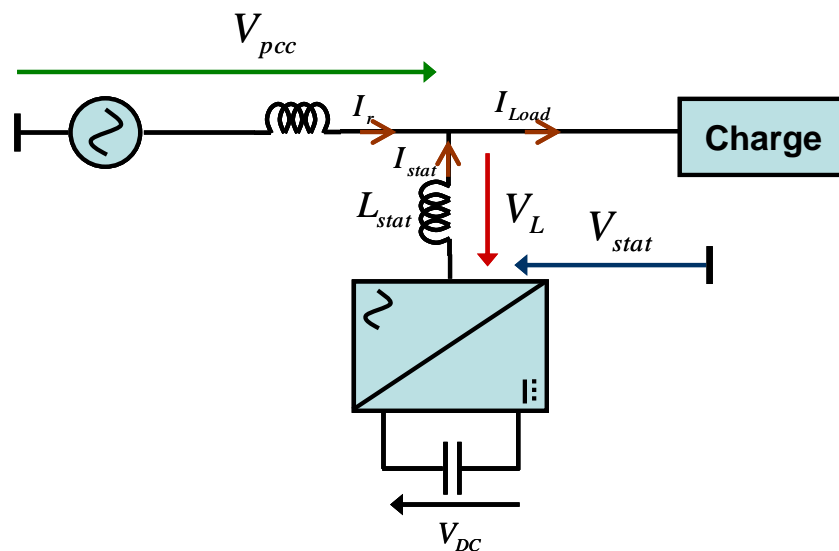 V_pcc
I_r
I_Load
Charge
I_stat
L_stat
V_L
V_stat
V_DC